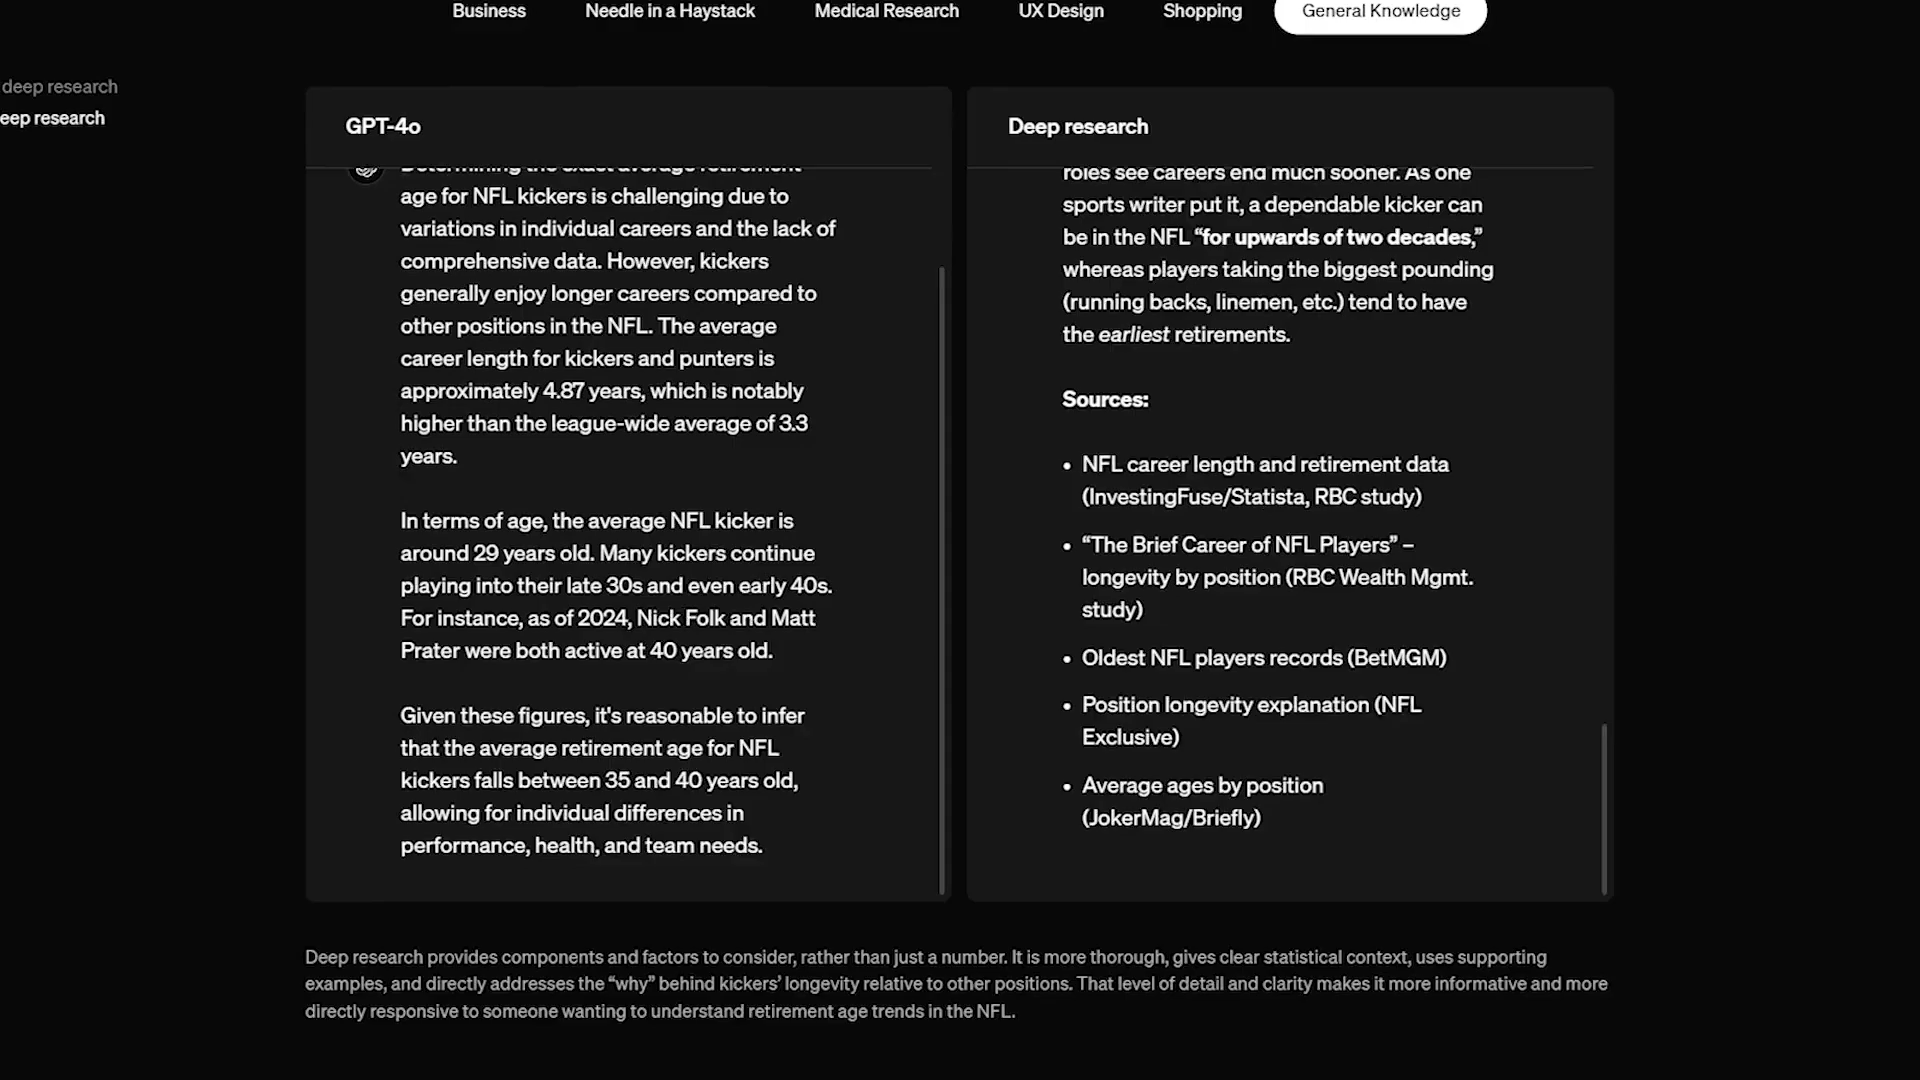 Business Needle in a Haystack Medical Research UX Design Shopping General Knowledge
deep research
eep research
GPT-4o
Determining the exact average retirement
age for NFL kickers is challenging due to
variations in individual careers and the lack of
comprehensive data. However, kickers
generally enjoy longer careers compared to
other positions in the NFL. The average
career length for kickers and punters is
approximately 4.87 years, which is notably
higher than the league-wide average of 3.3
years.
In terms of age, the average NFL kicker is
around 29 years old. Many kickers continue
playing into their late 30s and even early 40s.
For instance, as of 2024, Nick Folk and Matt
Prater were both active at 40 years old.
Given these figures, it's reasonable to infer
that the average retirement age for NFL
kickers falls between 35 and 40 years old,
allowing for individual differences in
performance, health, and team needs.
Deep research
roles see careers end much sooner. As one
sports writer put it, a dependable kicker can
be in the NFL “for upwards of two decades,”
whereas players taking the biggest pounding
(running backs, linemen, etc.) tend to have
the earliest retirements.
Sources:
• NFL career length and retirement data
(InvestingFuse/Statista, RBC study)
• “The Brief Career of NFL Players” –
longevity by position (RBC Wealth Mgmt.
study)
• Oldest NFL players records (BetMGM)
• Position longevity explanation (NFL
Exclusive)
• Average ages by position
(JokerMag/Briefly)
Deep research provides components and factors to consider, rather than just a number. It is more thorough, gives clear statistical context, uses supporting
examples, and directly addresses the “why” behind kickers’ longevity relative to other positions. That level of detail and clarity makes it more informative and more
directly responsive to someone wanting to understand retirement age trends in the NFL.